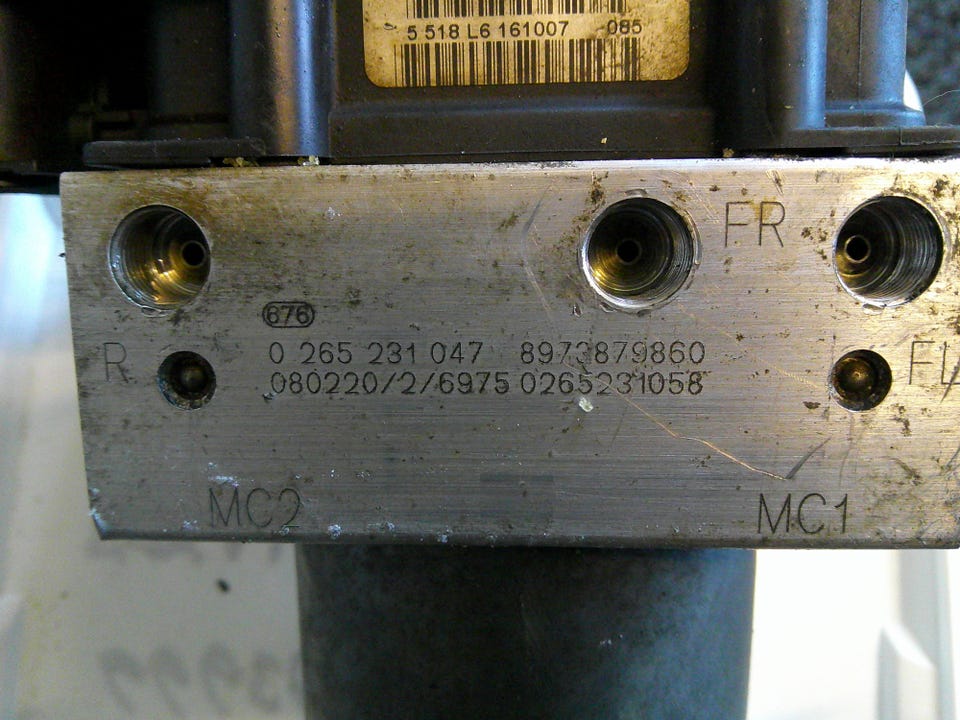 5 518 L6 161007 -085
FR
676
R
0 265 231 047 8973879860
FL
080220/2/6975 0265231058
MC2
MC1